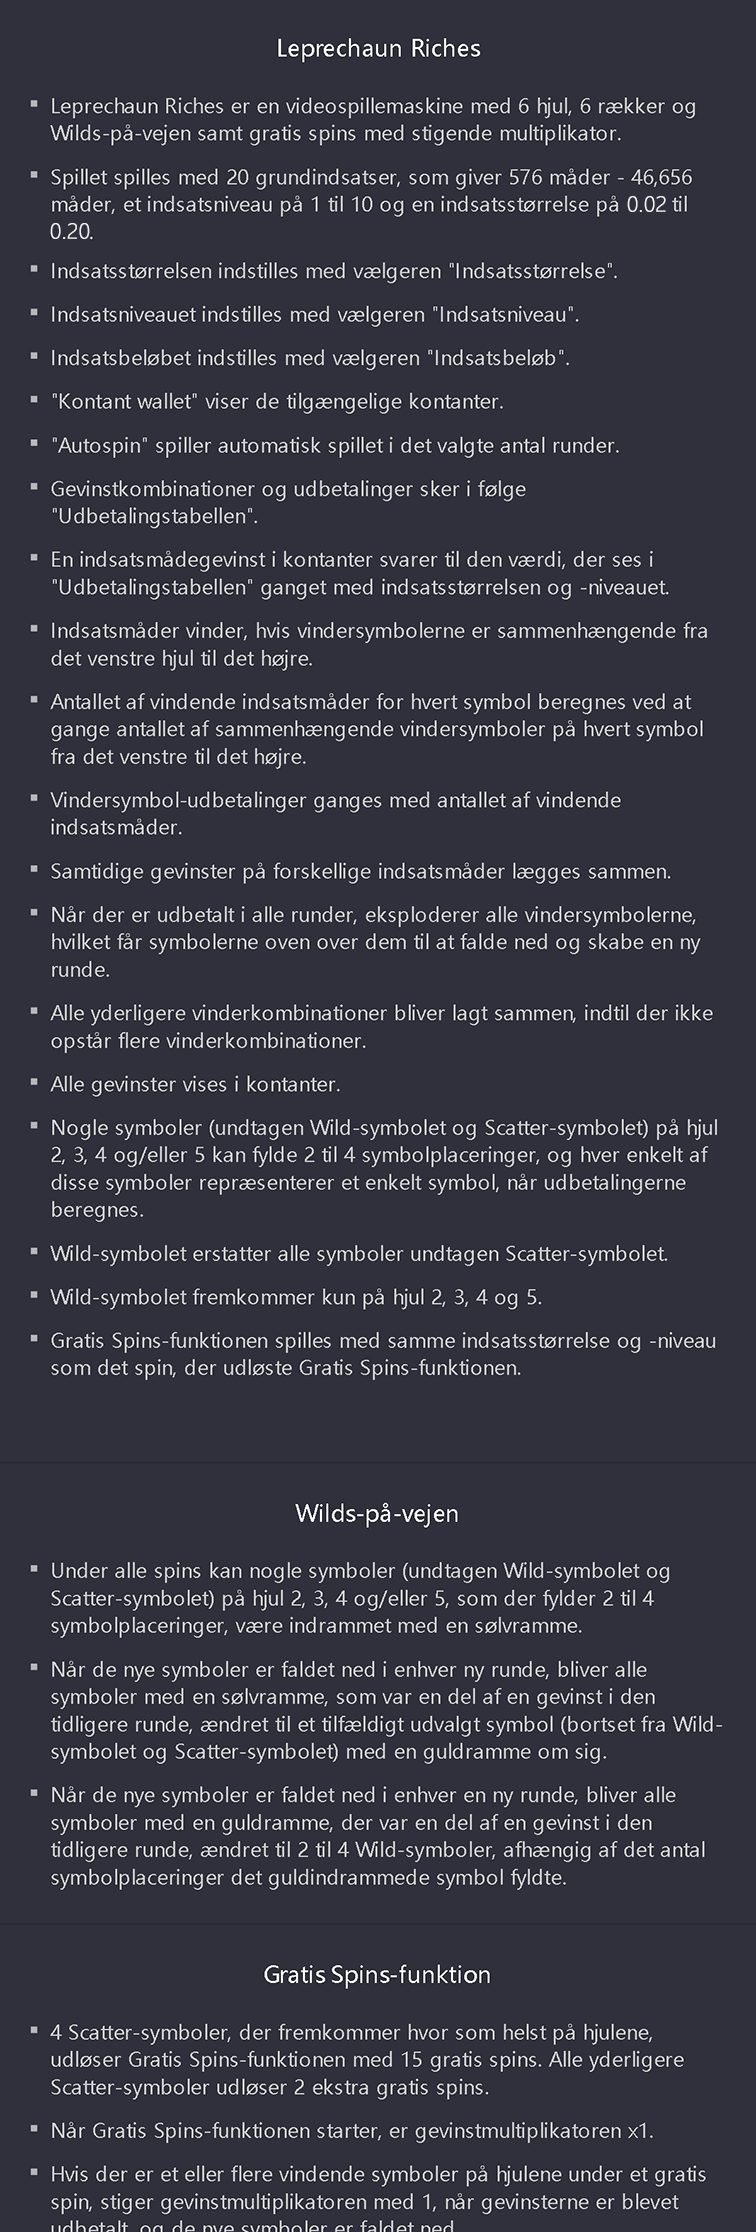 Leprechaun Riches
▪ Leprechaun Riches er en videospillemaskine med 6 hjul, 6 rækker og
Wilds-på-vejen samt gratis spins med stigende multiplikator.
▪ Spillet spilles med 20 grundindsatser, som giver 576 måder - 46,656
måder, et indsatsniveau på 1 til 10 og en indsatsstørrelse på 0.02 til
0.20.
▪ Indsatsstørrelsen indstilles med vælgeren "Indsatsstørrelse".
▪ Indsatsniveauet indstilles med vælgeren "Indsatsniveau".
▪ Indsatsbeløbet indstilles med vælgeren "Indsatsbeløb".
▪ "Kontant wallet" viser de tilgængelige kontanter.
▪ "Autospin" spiller automatisk spillet i det valgte antal runder.
▪ Gevinstkombinationer og udbetalinger sker i følge
"Udbetalingstabellen".
▪ En indsatsmådegevinst i kontanter svarer til den værdi, der ses i
"Udbetalingstabellen" ganget med indsatsstørrelsen og -niveauet.
▪ Indsatsmåder vinder, hvis vindersymbolerne er sammenhængende fra
det venstre hjul til det højre.
▪ Antallet af vindende indsatsmåder for hvert symbol beregnes ved at
gange antallet af sammenhængende vindersymboler på hvert symbol
fra det venstre til det højre.
▪ Vindersymbol-udbetalinger ganges med antallet af vindende
indsatsmåder.
▪ Samtidige gevinster på forskellige indsatsmåder lægges sammen.
▪ Når der er udbetalt i alle runder, eksploderer alle vindersymbolerne,
hvilket får symbolerne oven over dem til at falde ned og skabe en ny
runde.
▪ Alle yderligere vinderkombinationer bliver lagt sammen, indtil der ikke
opstår flere vinderkombinationer.
▪ Alle gevinster vises i kontanter.
▪ Nogle symboler (undtagen Wild-symbolet og Scatter-symbolet) på hjul
2, 3, 4 og/eller 5 kan fylde 2 til 4 symbolplaceringer, og hver enkelt af
disse symboler repræsenterer et enkelt symbol, når udbetalingerne
beregnes.
▪ Wild-symbolet erstatter alle symboler undtagen Scatter-symbolet.
▪ Wild-symbolet fremkommer kun på hjul 2, 3, 4 og 5.
▪ Gratis Spins-funktionen spilles med samme indsatsstørrelse og -niveau
som det spin, der udløste Gratis Spins-funktionen.
Wilds-på-vejen
▪ Under alle spins kan nogle symboler (undtagen Wild-symbolet og
Scatter-symbolet) på hjul 2, 3, 4 og/eller 5, som der fylder 2 til 4
symbolplaceringer, være indrammet med en sølvramme.
▪ Når de nye symboler er faldet ned i enhver ny runde, bliver alle
symboler med en sølvramme, som var en del af en gevinst i den
tidligere runde, ændret til et tilfældigt udvalgt symbol (bortset fra Wild-
symbolet og Scatter-symbolet) med en guldramme om sig.
▪ Når de nye symboler er faldet ned i enhver en ny runde, bliver alle
symboler med en guldramme, der var en del af en gevinst i den
tidligere runde, ændret til 2 til 4 Wild-symboler, afhængig af det antal
symbolplaceringer det guldindrammede symbol fyldte.
Gratis Spins-funktion
▪ 4 Scatter-symboler, der fremkommer hvor som helst på hjulene,
udløser Gratis Spins-funktionen med 15 gratis spins. Alle yderligere
Scatter-symboler udløser 2 ekstra gratis spins.
▪ Når Gratis Spins-funktionen starter, er gevinstmultiplikatoren x1.
▪ Hvis der er et eller flere vindende symboler på hjulene under et gratis
spin, stiger gevinstmultiplikatoren med 1, når gevinsterne er blevet
udbetalt, og de nye symboler er faldet ned.